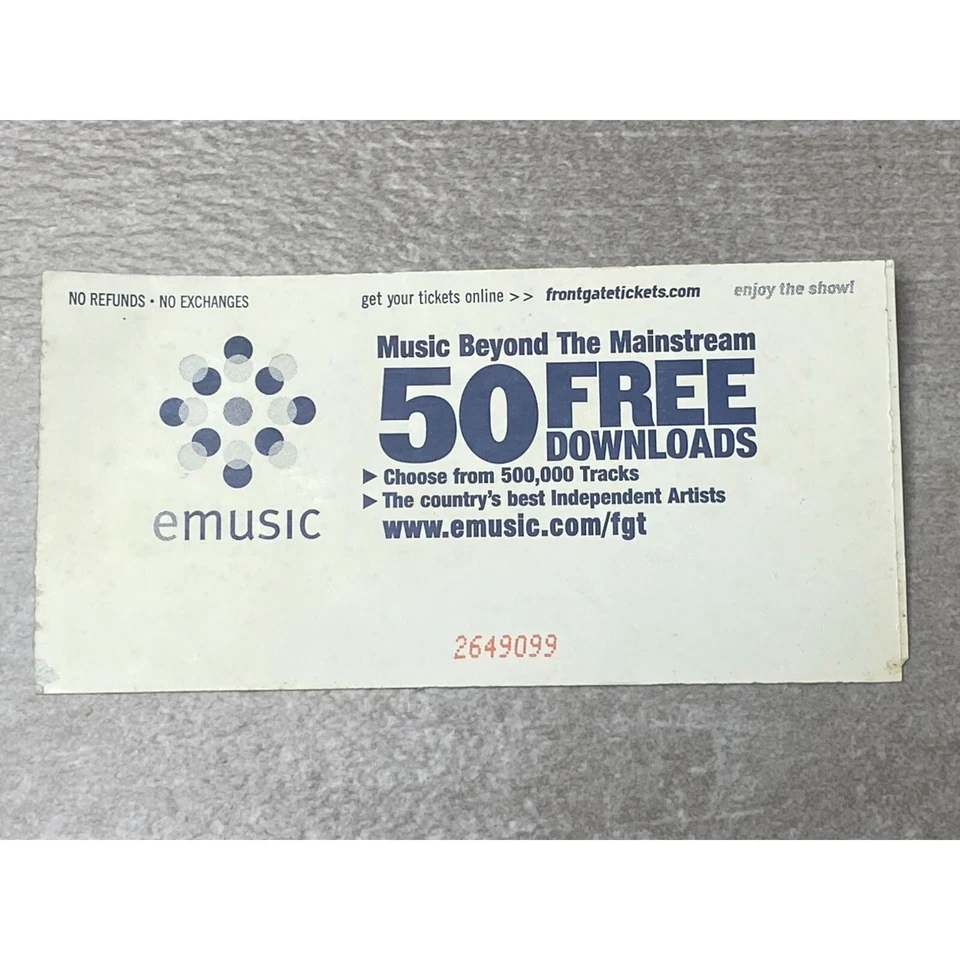 NO REFUNDS • NO EXCHANGES
get your tickets online >> frontgatetickets.com
enjoy the show!
Music Beyond The Mainstream
50 FREE
DOWNLOADS
▶ Choose from 500,000 Tracks
▶ The country's best Independent Artists
www.emusic.com/fgt
emusic
2649099